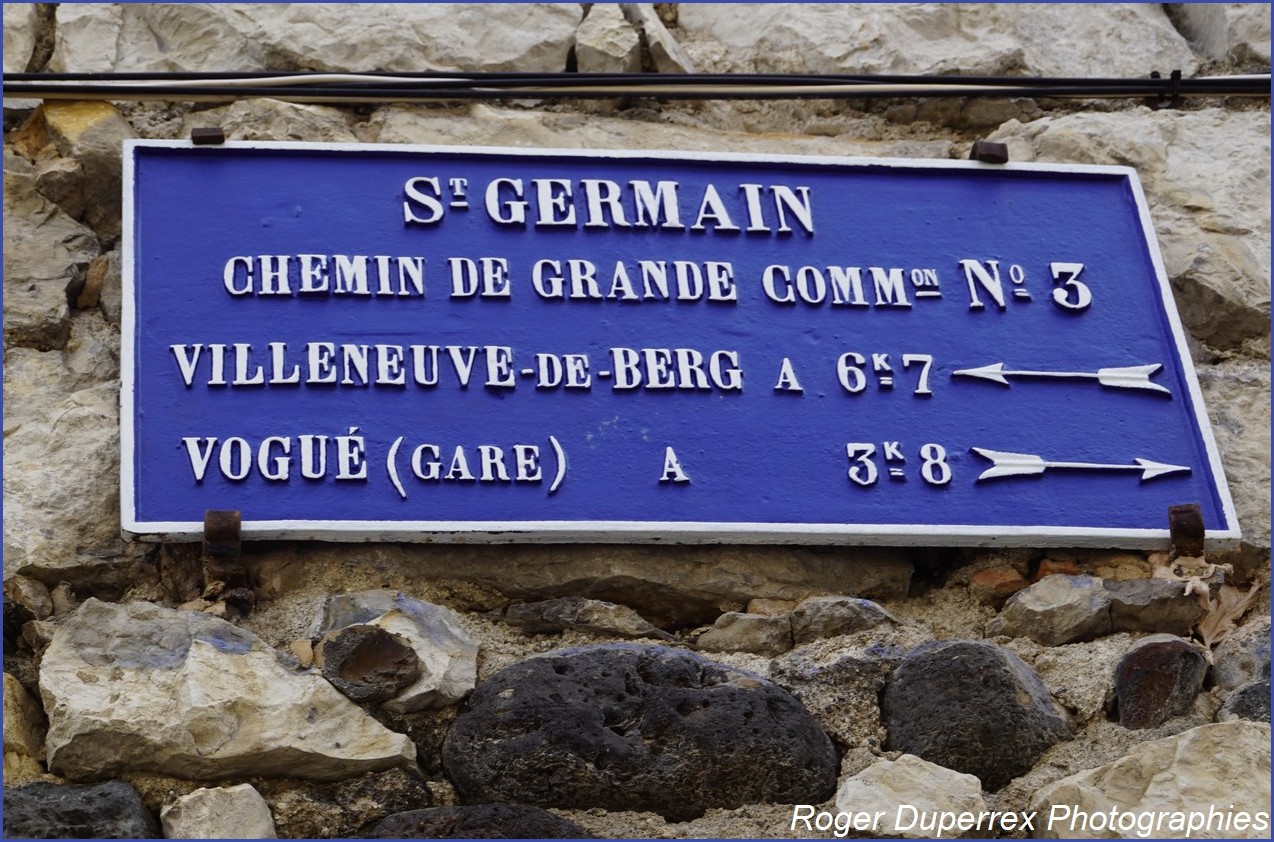 ST GERMAIN
CHEMIN DE GRANDE COMMON NO 3
VILLENEUVE-DE-BERG A 6K7
VOGUÉ (GARE) A 3K8
Roger Duperrex Photographies